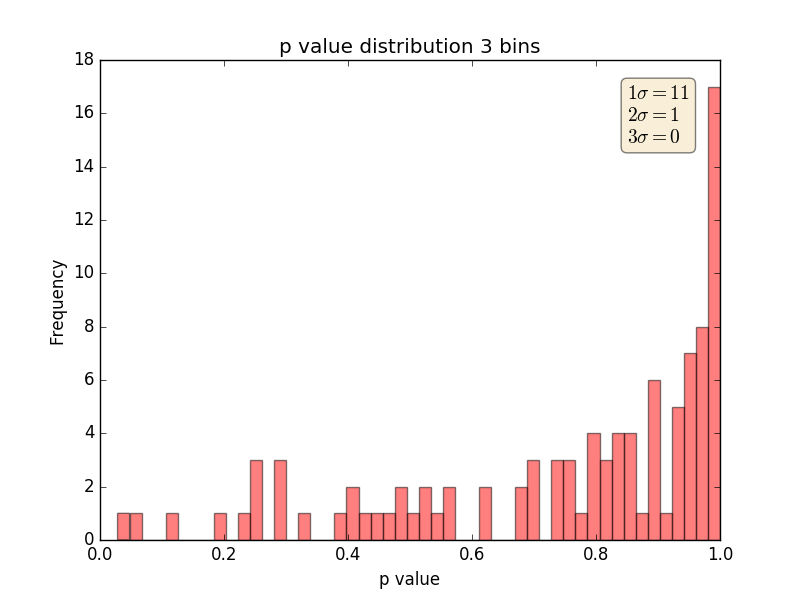 p value distribution 3 bins
18
16
14
12
10
8
6
4
2
0
Frequency
1σ = 11
2σ = 1
3σ = 0
0.0 0.2 0.4 0.6 0.8 1.0
p value